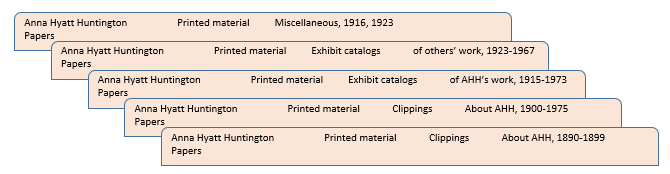 Anna Hyatt Huntington Printed material Miscellaneous, 1916, 1923
Papers
Anna Hyatt Huntington Printed material Exhibit catalogs of others' work, 1923-1967
Papers
Anna Hyatt Huntington Printed material Exhibit catalogs of AHH's work, 1915-1973
Papers
Anna Hyatt Huntington Printed material Clippings About AHH, 1900-1975
Papers
Anna Hyatt Huntington Printed material Clippings About AHH, 1890-1899
Papers